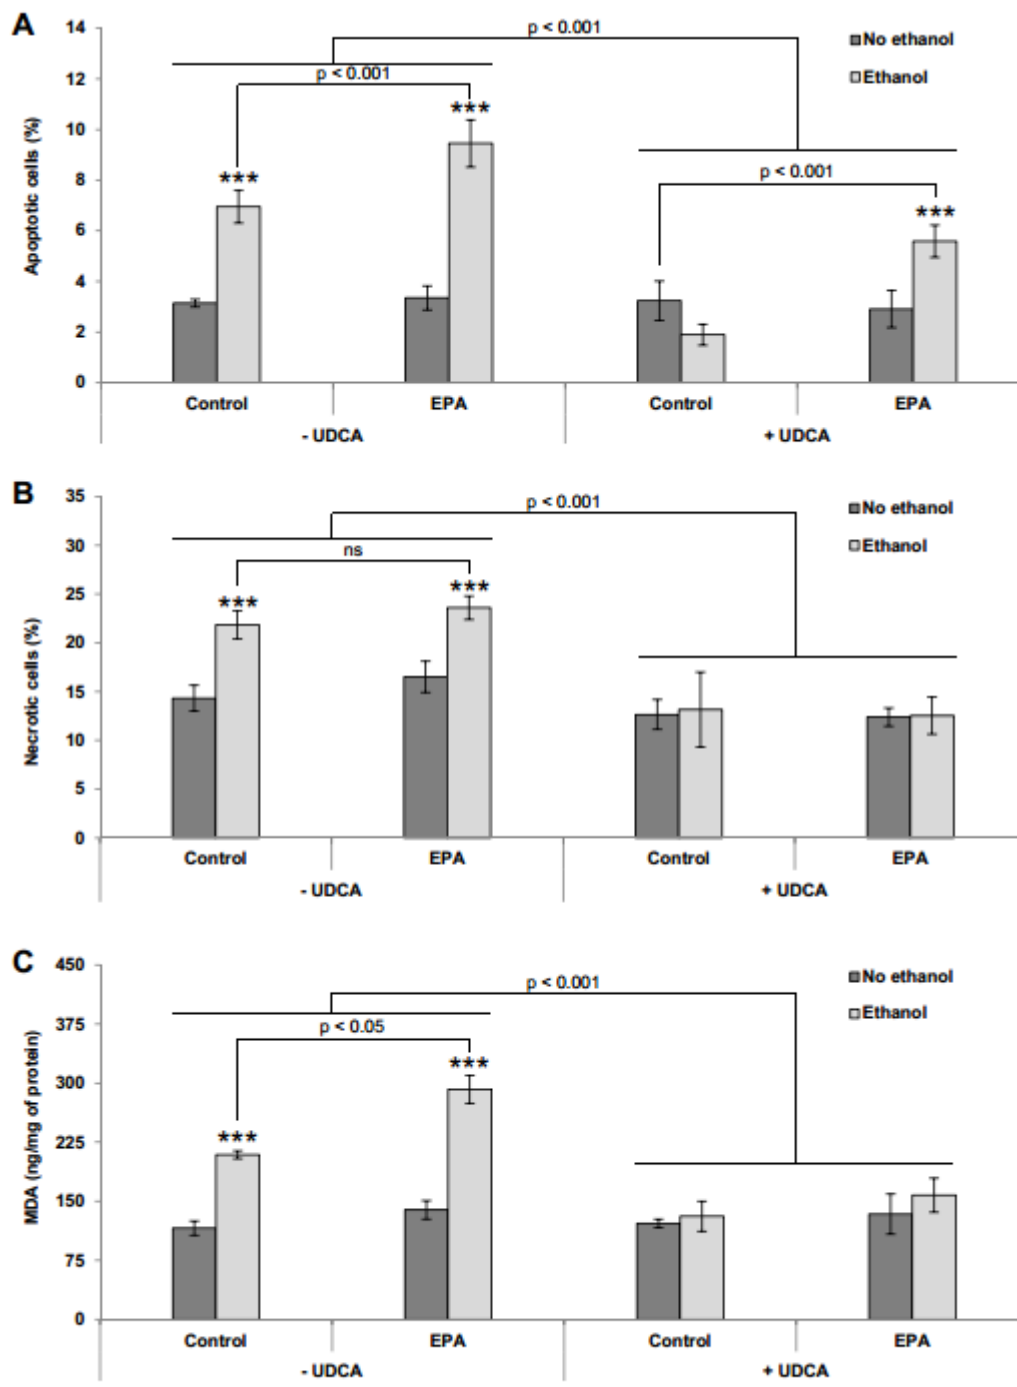 A
14
p < 0.001
No ethanol
12
p < 0.001
Ethanol
***
10
Apoptotic cells (%)
8
***
p < 0.001
6
***
4
2
0
Control EPA Control EPA
- UDCA + UDCA
B
35
p < 0.001
No ethanol
30
ns
Ethanol
25
***
***
Necrotic cells (%)
20
15
10
5
0
Control EPA Control EPA
- UDCA + UDCA
C
450
p < 0.001
No ethanol
375
p < 0.05
Ethanol
300
***
MDA (ng/mg of protein)
225
***
150
75
0
Control EPA Control EPA
- UDCA + UDCA